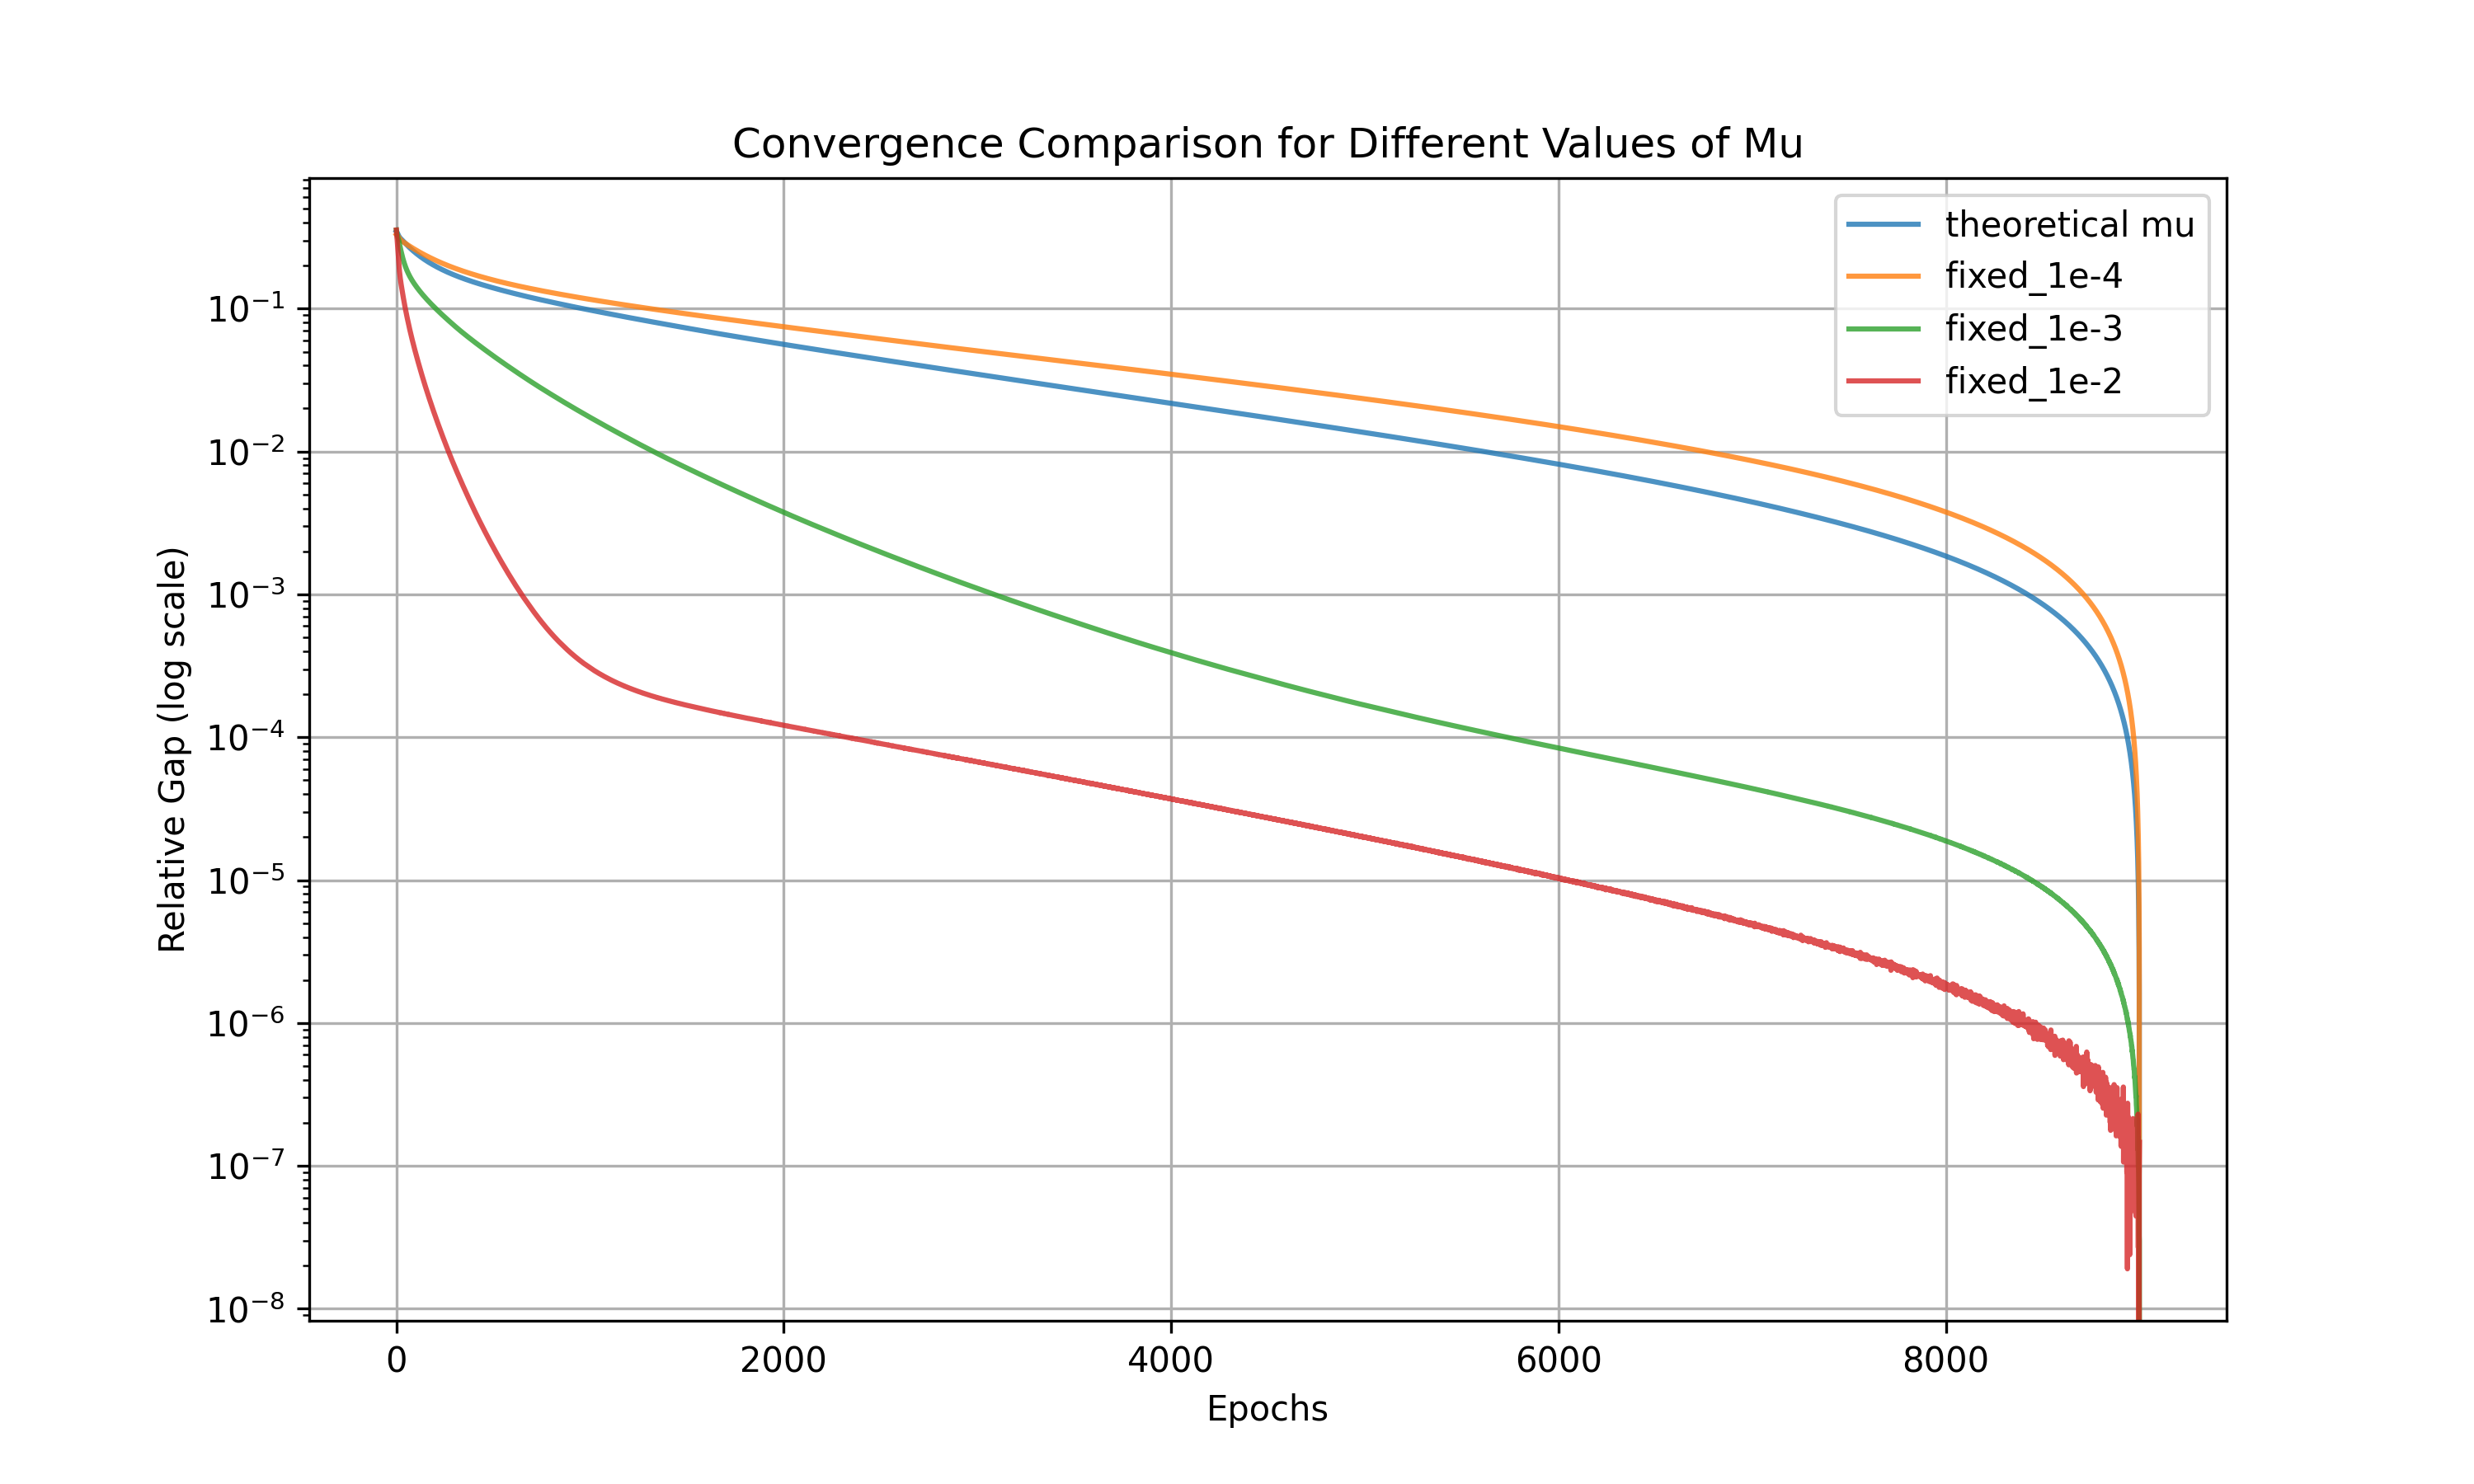 Convergence Comparison for Different Values of Mu
theoretical mu
fixed_1e-4
fixed_1e-3
fixed_1e-2
Relative Gap (log scale)
10⁻¹
10⁻²
10⁻³
10⁻⁴
10⁻⁵
10⁻⁶
10⁻⁷
10⁻⁸
0 2000 4000 6000 8000
Epochs